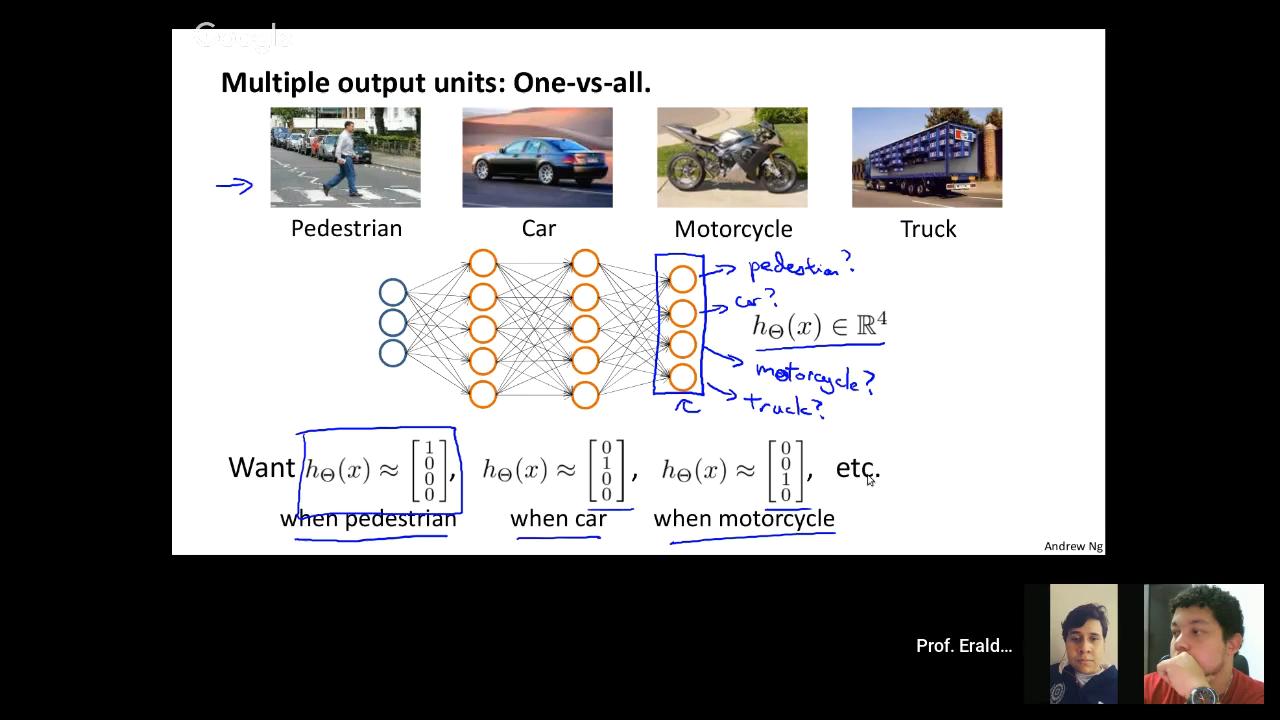 Google
Multiple output units: One-vs-all.
Pedestrian Car Motorcycle Truck
pedestrian?
car?
hΘ(x) ∈ ℝ⁴
motorcycle?
truck?
Want hΘ(x) ≈ [1 0 0 0], hΘ(x) ≈ [0 1 0 0], hΘ(x) ≈ [0 0 1 0], etc.
when pedestrian when car when motorcycle
Andrew Ng
Prof. Erald...